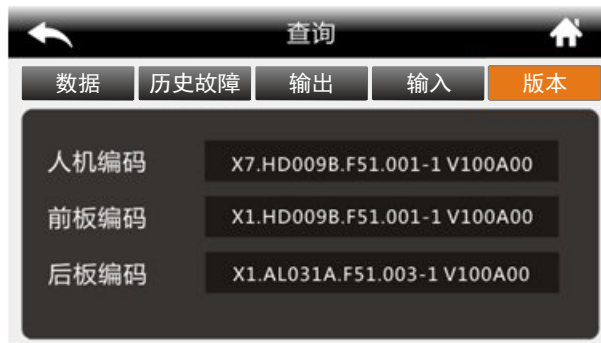 查询
数据 历史故障 输出 输入 版本
人机编码 X7.HD009B.F51.001-1 V100A00
前板编码 X1.HD009B.F51.001-1 V100A00
后板编码 X1.AL031A.F51.003-1 V100A00